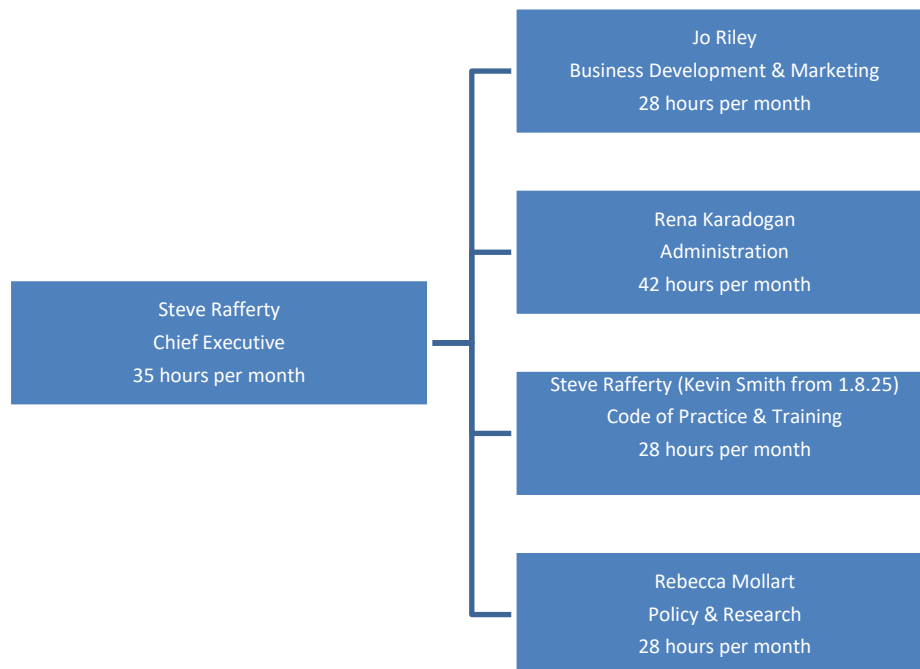 Jo Riley
Business Development & Marketing
28 hours per month
Rena Karadogan
Administration
42 hours per month
Steve Rafferty
Chief Executive
35 hours per month
Steve Rafferty (Kevin Smith from 1.8.25)
Code of Practice & Training
28 hours per month
Rebecca Mollart
Policy & Research
28 hours per month